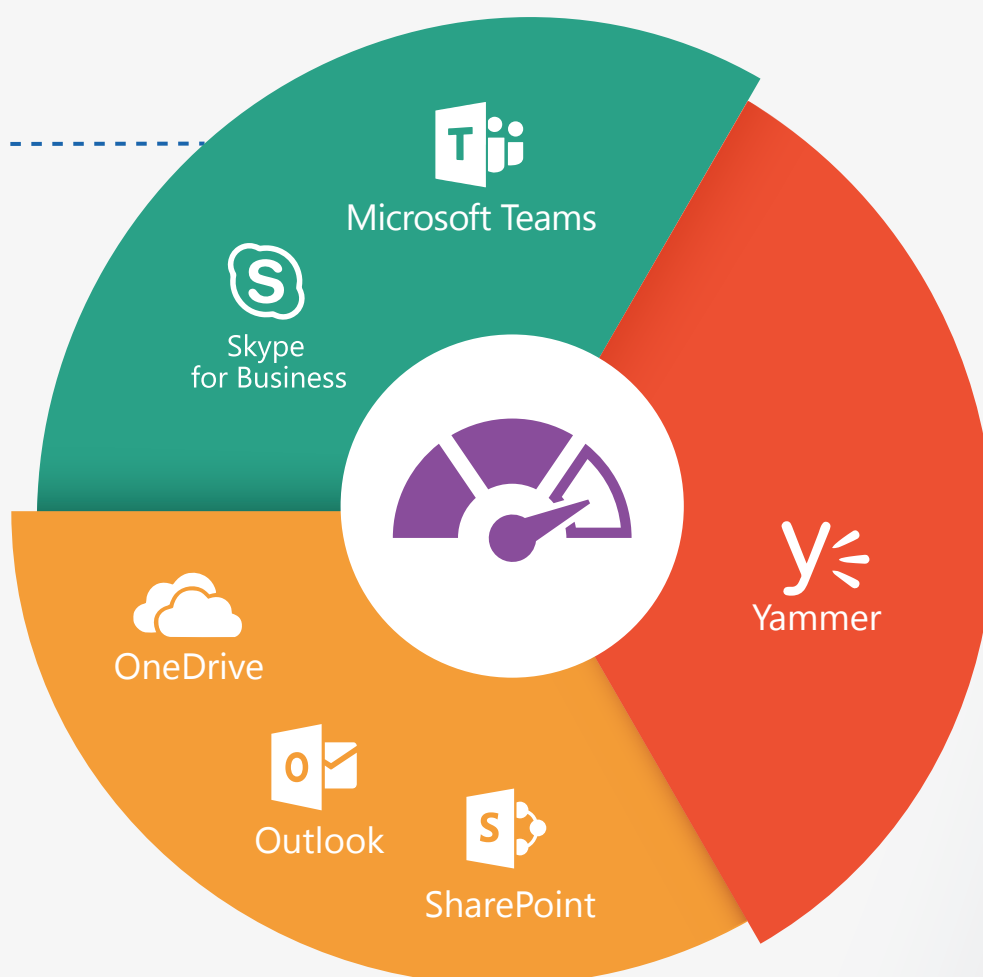 T
Microsoft Teams
S
Skype
for Business
y
Yammer
OneDrive
O
Outlook
S
SharePoint